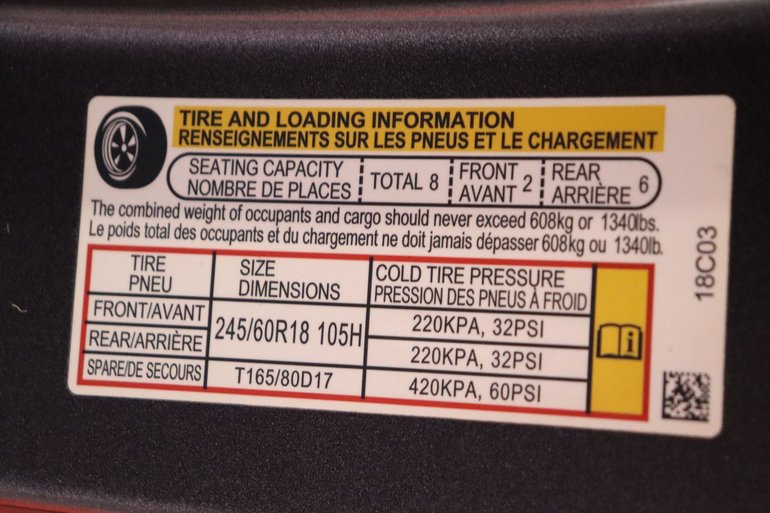 TIRE AND LOADING INFORMATION
RENSEIGNEMENTS SUR LES PNEUS ET LE CHARGEMENT
SEATING CAPACITY
NOMBRE DE PLACES
TOTAL 8
FRONT
AVANT 2
REAR
ARRIÈRE 6
The combined weight of occupants and cargo should never exceed 608kg or 1340lbs.
Le poids total des occupants et du chargement ne doit jamais dépasser 608kg ou 1340lb.
TIRE
PNEU
SIZE
DIMENSIONS
COLD TIRE PRESSURE
PRESSION DES PNEUS À FROID
FRONT/AVANT
245/60R18 105H
220KPA, 32PSI
REAR/ARRIÈRE
220KPA, 32PSI
SPARE/DE SECOURS
T165/80D17
420KPA, 60PSI
i
18C03